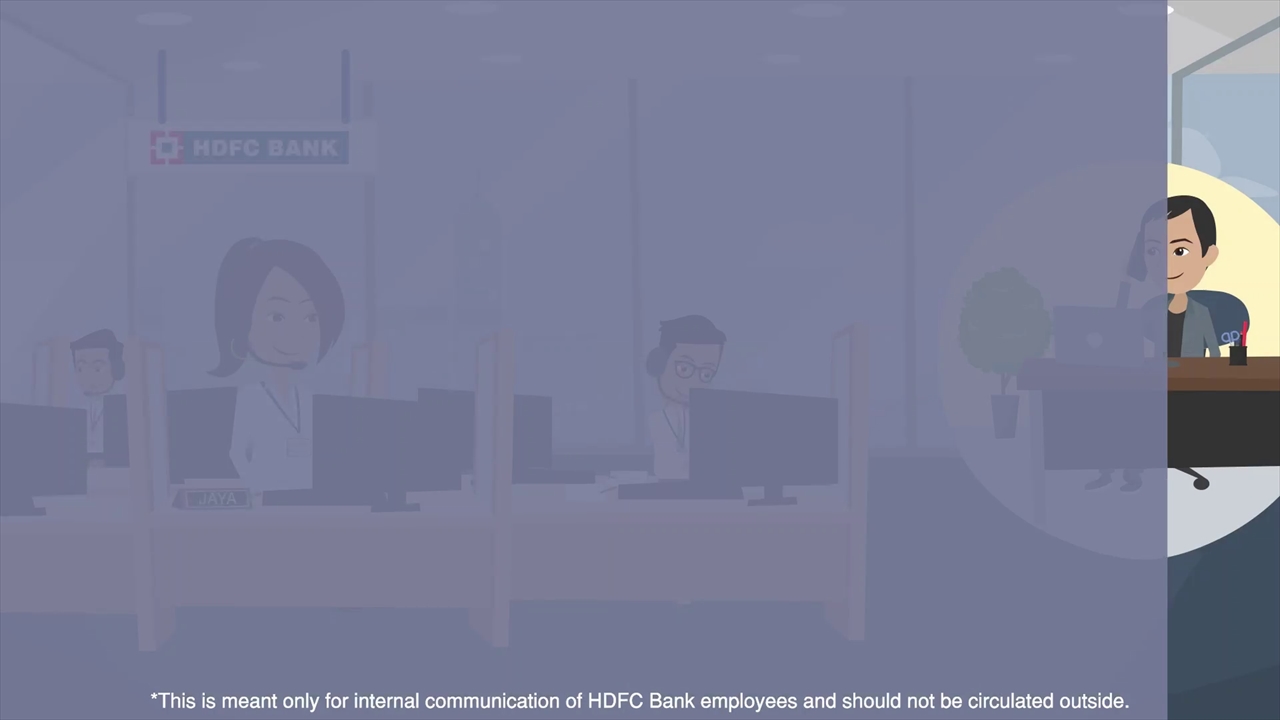 HDFC BANK
JAYA
*This is meant only for internal communication of HDFC Bank employees and should not be circulated outside.